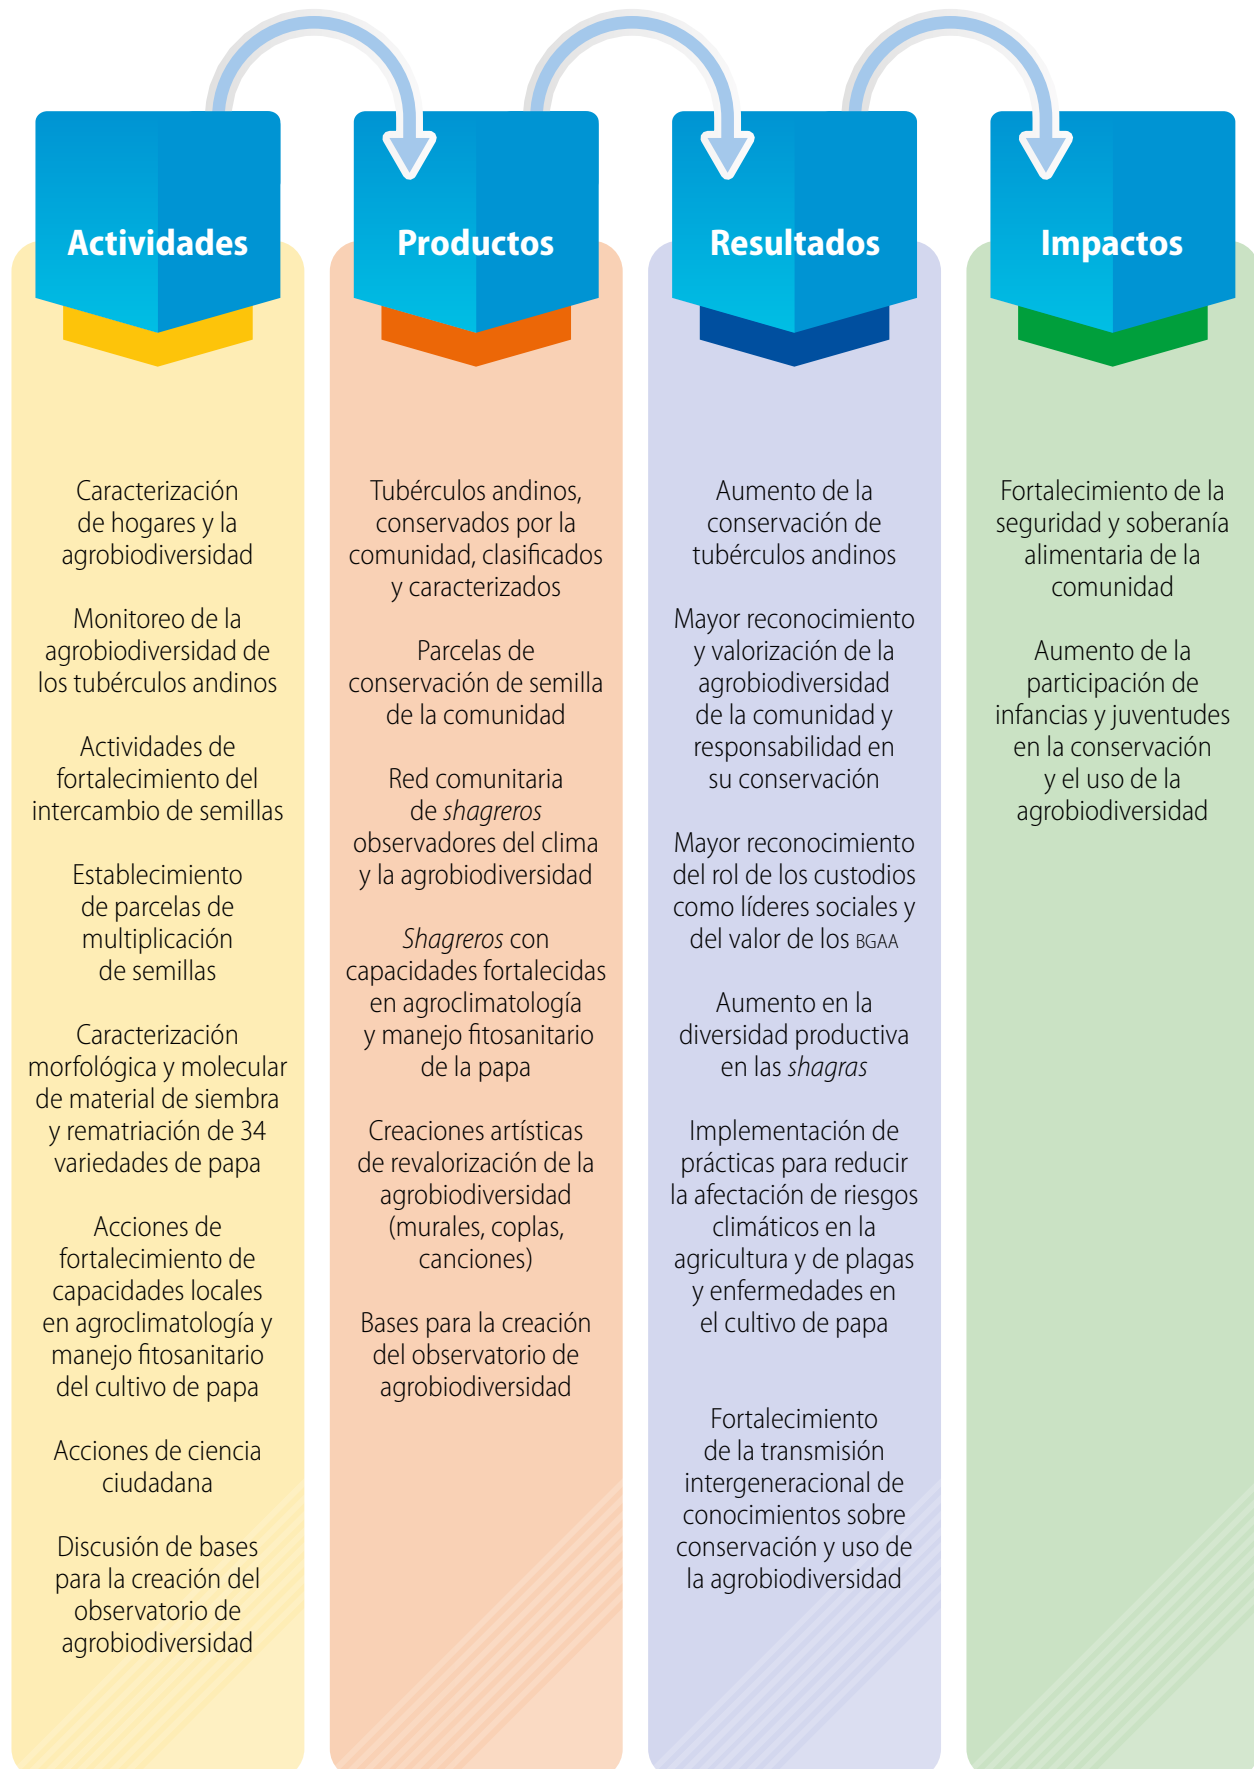 Actividades
Caracterización
de hogares y la
agrobiodiversidad
Monitoreo de la
agrobiodiversidad de
los tubérculos andinos
Actividades de
fortalecimiento del
intercambio de semillas
Establecimiento
de parcelas de
multiplicación
de semillas
Caracterización
morfológica y molecular
de material de siembra
y rematriación de 34
variedades de papa
Acciones de
fortalecimiento de
capacidades locales
en agroclimatología y
manejo fitosanitario
del cultivo de papa
Acciones de ciencia
ciudadana
Discusión de bases
para la creación del
observatorio de
agrobiodiversidad
Productos
Tubérculos andinos,
conservados por la
comunidad, clasificados
y caracterizados
Parcelas de
conservación de semilla
de la comunidad
Red comunitaria
de shagreros
observadores del clima
y la agrobiodiversidad
Shagreros con
capacidades fortalecidas
en agroclimatología
y manejo fitosanitario
de la papa
Creaciones artísticas
de revalorización de la
agrobiodiversidad
(murales, coplas,
canciones)
Bases para la creación
del observatorio de
agrobiodiversidad
Resultados
Aumento de la
conservación de
tubérculos andinos
Mayor reconocimiento
y valorización de la
agrobiodiversidad
de la comunidad y
responsabilidad en
su conservación
Mayor reconocimiento
del rol de los custodios
como líderes sociales y
del valor de los BGAA
Aumento en la
diversidad productiva
en las shagras
Implementación de
prácticas para reducir
la afectación de riesgos
climáticos en la
agricultura y de plagas
y enfermedades en
el cultivo de papa
Fortalecimiento
de la transmisión
intergeneracional de
conocimientos sobre
conservación y uso de
la agrobiodiversidad
Impactos
Fortalecimiento de la
seguridad y soberanía
alimentaria de la
comunidad
Aumento de la
participación de
infancias y juventudes
en la conservación
y el uso de la
agrobiodiversidad